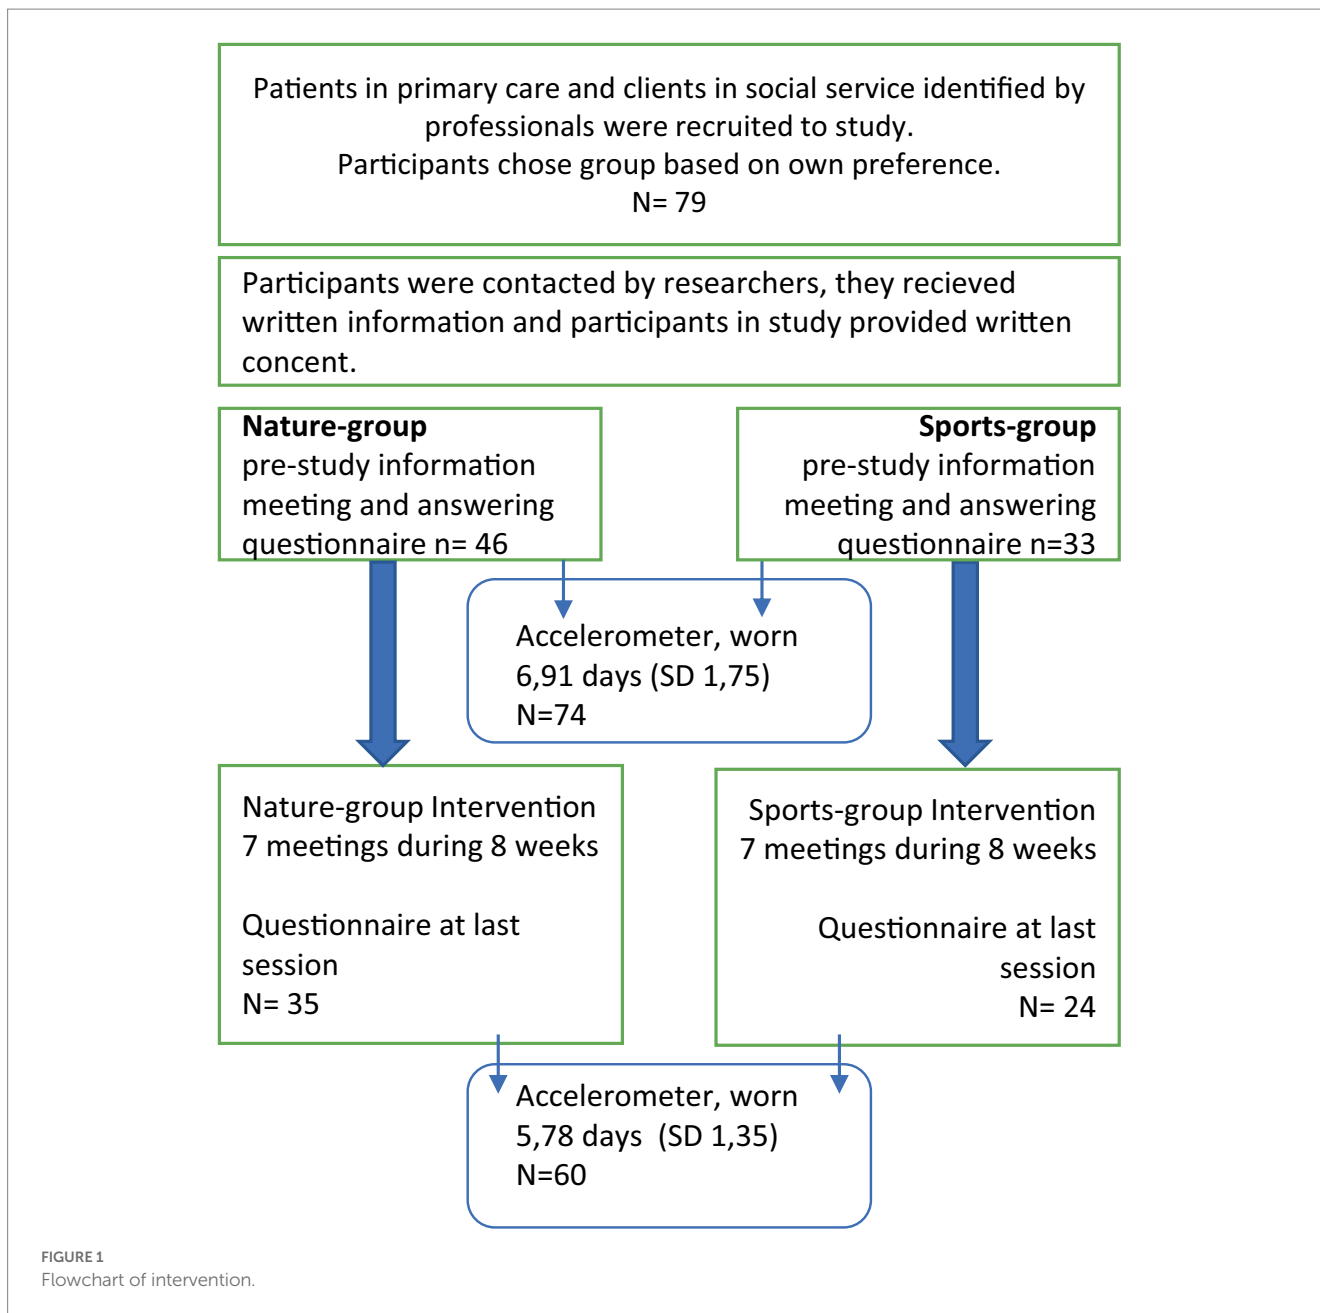 Patients in primary care and clients in social service identified by
professionals were recruited to study.
Participants chose group based on own preference.
N= 79
Participants were contacted by researchers, they recieved
written information and participants in study provided written
concent.
Nature-group
pre-study information
meeting and answering
questionnaire n= 46
Sports-group
pre-study information
meeting and answering
questionnaire n=33
Accelerometer, worn
6,91 days (SD 1,75)
N=74
Nature-group Intervention
7 meetings during 8 weeks
Questionnaire at last
session
N= 35
Sports-group Intervention
7 meetings during 8 weeks
Questionnaire at last
session
N= 24
Accelerometer, worn
5,78 days (SD 1,35)
N=60
FIGURE 1
Flowchart of intervention.